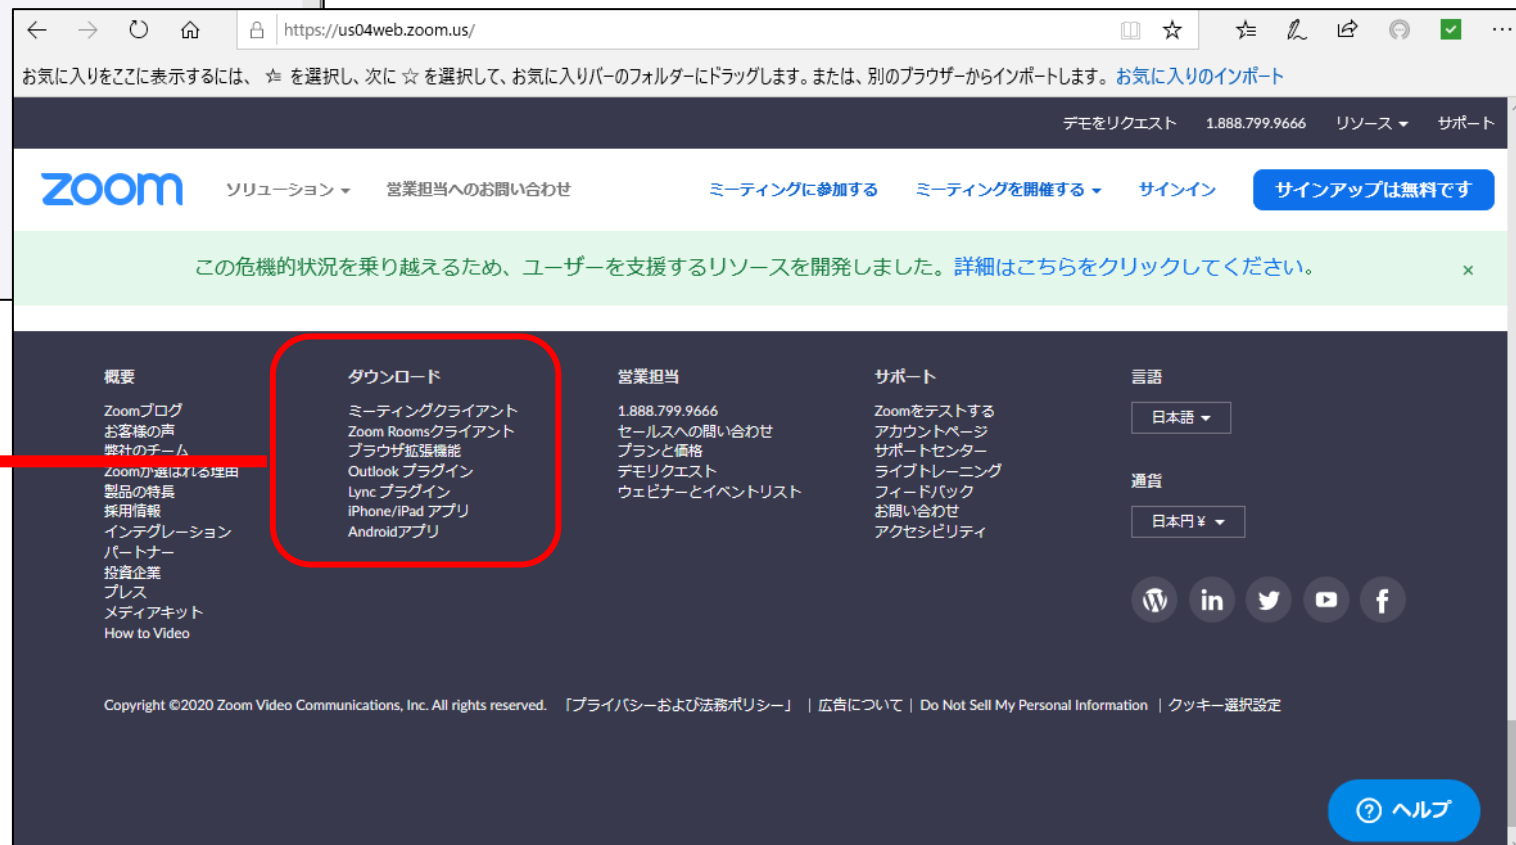 https://us04web.zoom.us/
お気に入りをここに表示するには、 を選択し、次に ☆ を選択して、お気に入りバーのフォルダーにドラッグします。または、別のブラウザーからインポートします。 お気に入りのインポート
デモをリクエスト 1.888.799.9666 リソース サポート
zoom ソリューション 営業担当へのお問い合わせ ミーティングに参加する ミーティングを開催する サインイン サインアップは無料です
この危機的状況を乗り越えるため、ユーザーを支援するリソースを開発しました。詳細はこちらをクリックしてください。 ×
概要
Zoomブログ
お客様の声
弊社のチーム
Zoomが選ばれる理由
製品の特長
採用情報
インテグレーション
パートナー
投資企業
プレス
メディアキット
How to Video
ダウンロード
ミーティングクライアント
Zoom Roomsクライアント
ブラウザ拡張機能
Outlook プラグイン
Lync プラグイン
iPhone/iPad アプリ
Androidアプリ
営業担当
1.888.799.9666
セールスへの問い合わせ
プランと価格
デモリクエスト
ウェビナーとイベントリスト
サポート
Zoomをテストする
アカウントページ
サポートセンター
ライブトレーニング
フィードバック
お問い合わせ
アクセシビリティ
言語
日本語
通貨
日本円 ¥
Copyright ©2020 Zoom Video Communications, Inc. All rights reserved. 「プライバシーおよび法務ポリシー」 | 広告について | Do Not Sell My Personal Information | クッキー選択設定
ヘルプ